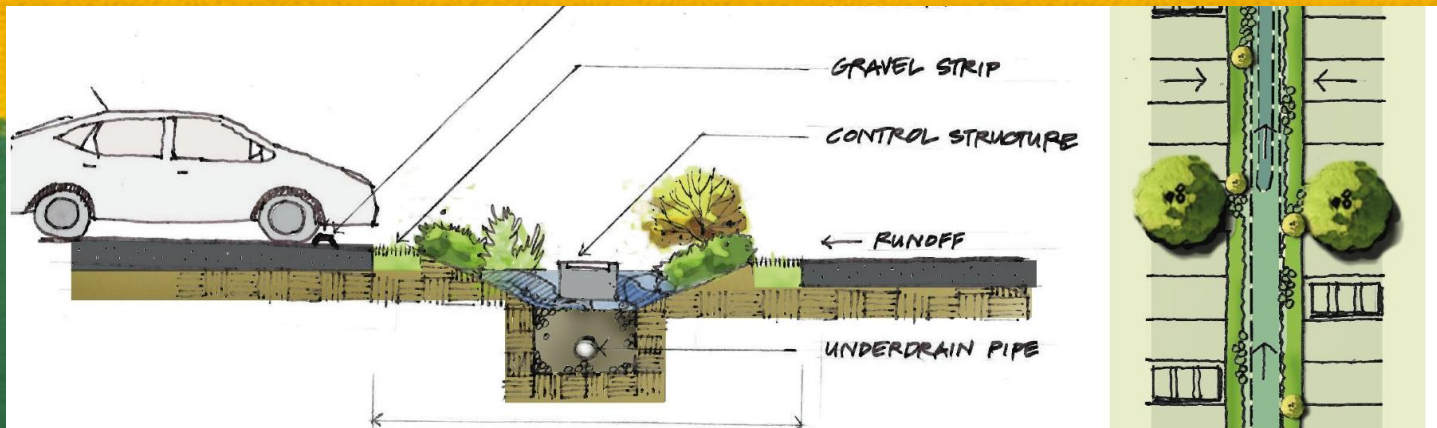 GRAVEL STRIP
CONTROL STRUCTURE
← RUNOFF
UNDERDRAIN PIPE